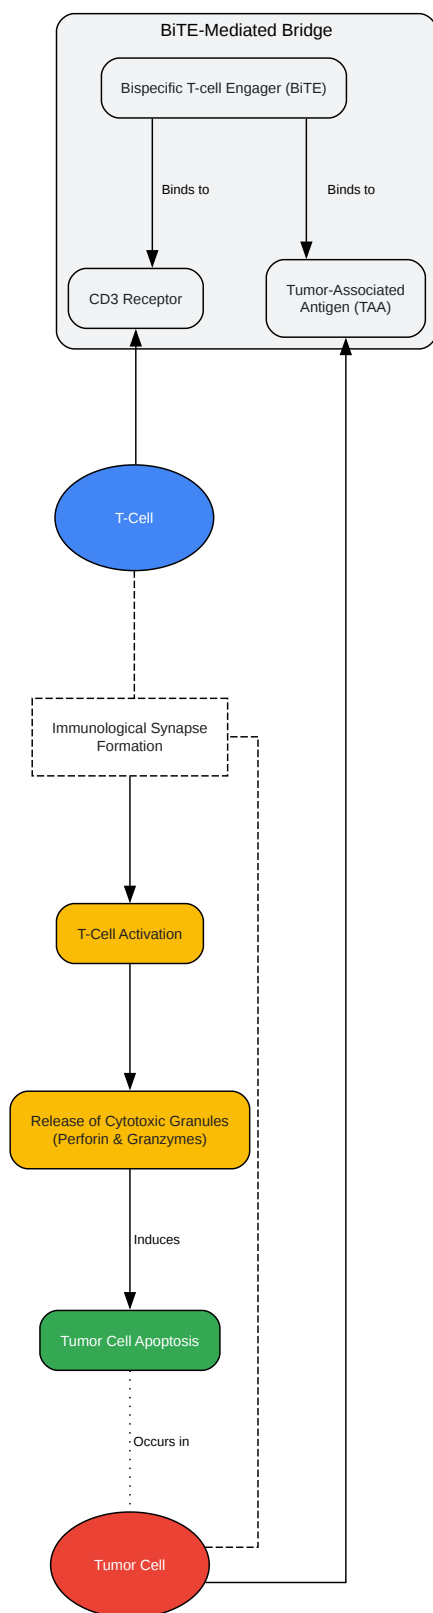 BiTE-Mediated Bridge
Bispecific T-cell Engager (BiTE)
Binds to
Binds to
CD3 Receptor
Tumor-Associated
Antigen (TAA)
T-Cell
Immunological Synapse
Formation
T-Cell Activation
Release of Cytotoxic Granules
(Perforin & Granzymes)
Induces
Tumor Cell Apoptosis
Occurs in
Tumor Cell